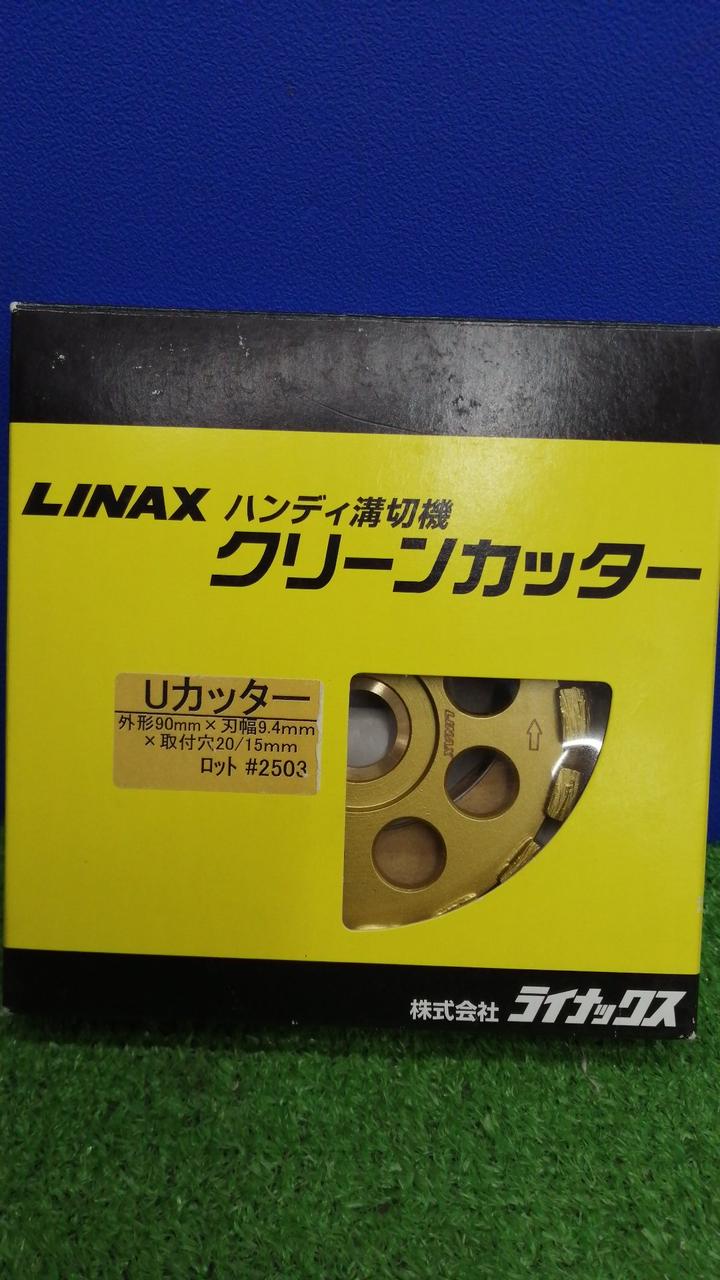 LINAX ハンディ溝切機
クリーンカッター
Uカッター
外形90mm×刃幅9.4mm
×取付穴20/15mm
ロット #2503
LINAX
株式会社 ライナックス